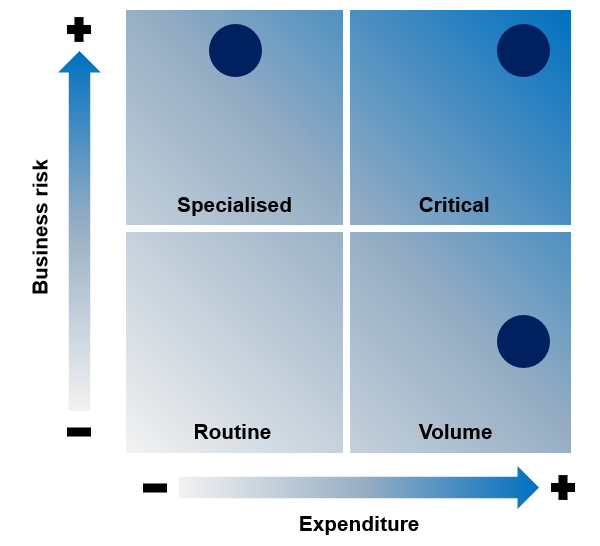 Business risk
Specialised
Critical
Routine
Volume
Expenditure